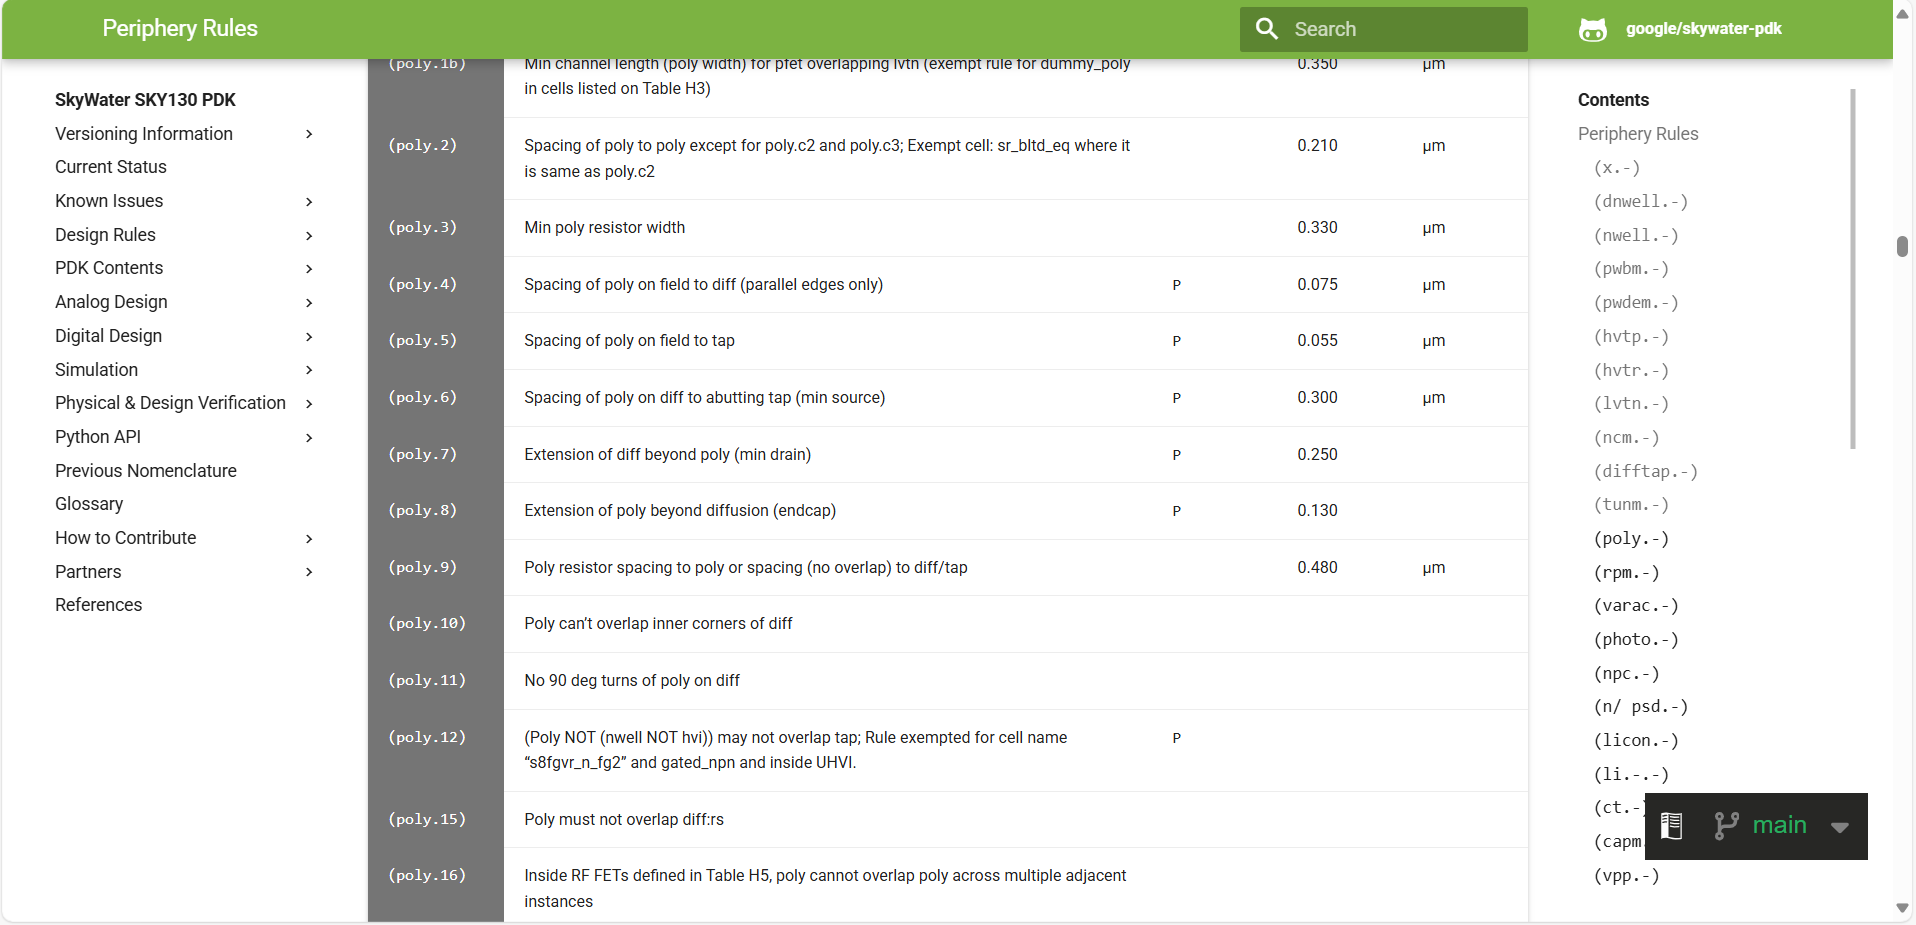 Periphery Rules
Search
google/skywater-pdk
SkyWater SKY130 PDK
Versioning Information
Current Status
Known Issues
Design Rules
PDK Contents
Analog Design
Digital Design
Simulation
Physical & Design Verification
Python API
Previous Nomenclature
Glossary
How to Contribute
Partners
References
(poly.1b) Min channel length (poly width) for pfet overlapping lvtn (exempt rule for dummy_poly 0.350 µm
in cells listed on Table H3)
(poly.2) Spacing of poly to poly except for poly.c2 and poly.c3; Exempt cell: sr_bltd_eq where it 0.210 µm
is same as poly.c2
(poly.3) Min poly resistor width 0.330 µm
(poly.4) Spacing of poly on field to diff (parallel edges only) P 0.075 µm
(poly.5) Spacing of poly on field to tap P 0.055 µm
(poly.6) Spacing of poly on diff to abutting tap (min source) P 0.300 µm
(poly.7) Extension of diff beyond poly (min drain) P 0.250
(poly.8) Extension of poly beyond diffusion (endcap) P 0.130
(poly.9) Poly resistor spacing to poly or spacing (no overlap) to diff/tap 0.480 µm
(poly.10) Poly can’t overlap inner corners of diff
(poly.11) No 90 deg turns of poly on diff
(poly.12) (Poly NOT (nwell NOT hvi)) may not overlap tap; Rule exempted for cell name P
“s8fgvr_n_fg2” and gated_npn and inside UHVI.
(poly.15) Poly must not overlap diff:rs
(poly.16) Inside RF FETs defined in Table H5, poly cannot overlap poly across multiple adjacent
instances
Contents
Periphery Rules
(x.-)
(dnwell.-)
(nwell.-)
(pwbm.-)
(pwdem.-)
(hvtp.-)
(hvtr.-)
(lvtn.-)
(ncm.-)
(difftap.-)
(tunm.-)
(poly.-)
(rpm.-)
(varac.-)
(photo.-)
(npc.-)
(n/ psd.-)
(licon.-)
(li.-.-)
(ct.-)
(capm.
(vpp.-)
main